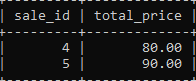 | sale_id | total_price |
| 4 | 80.00 |
| 5 | 90.00 |